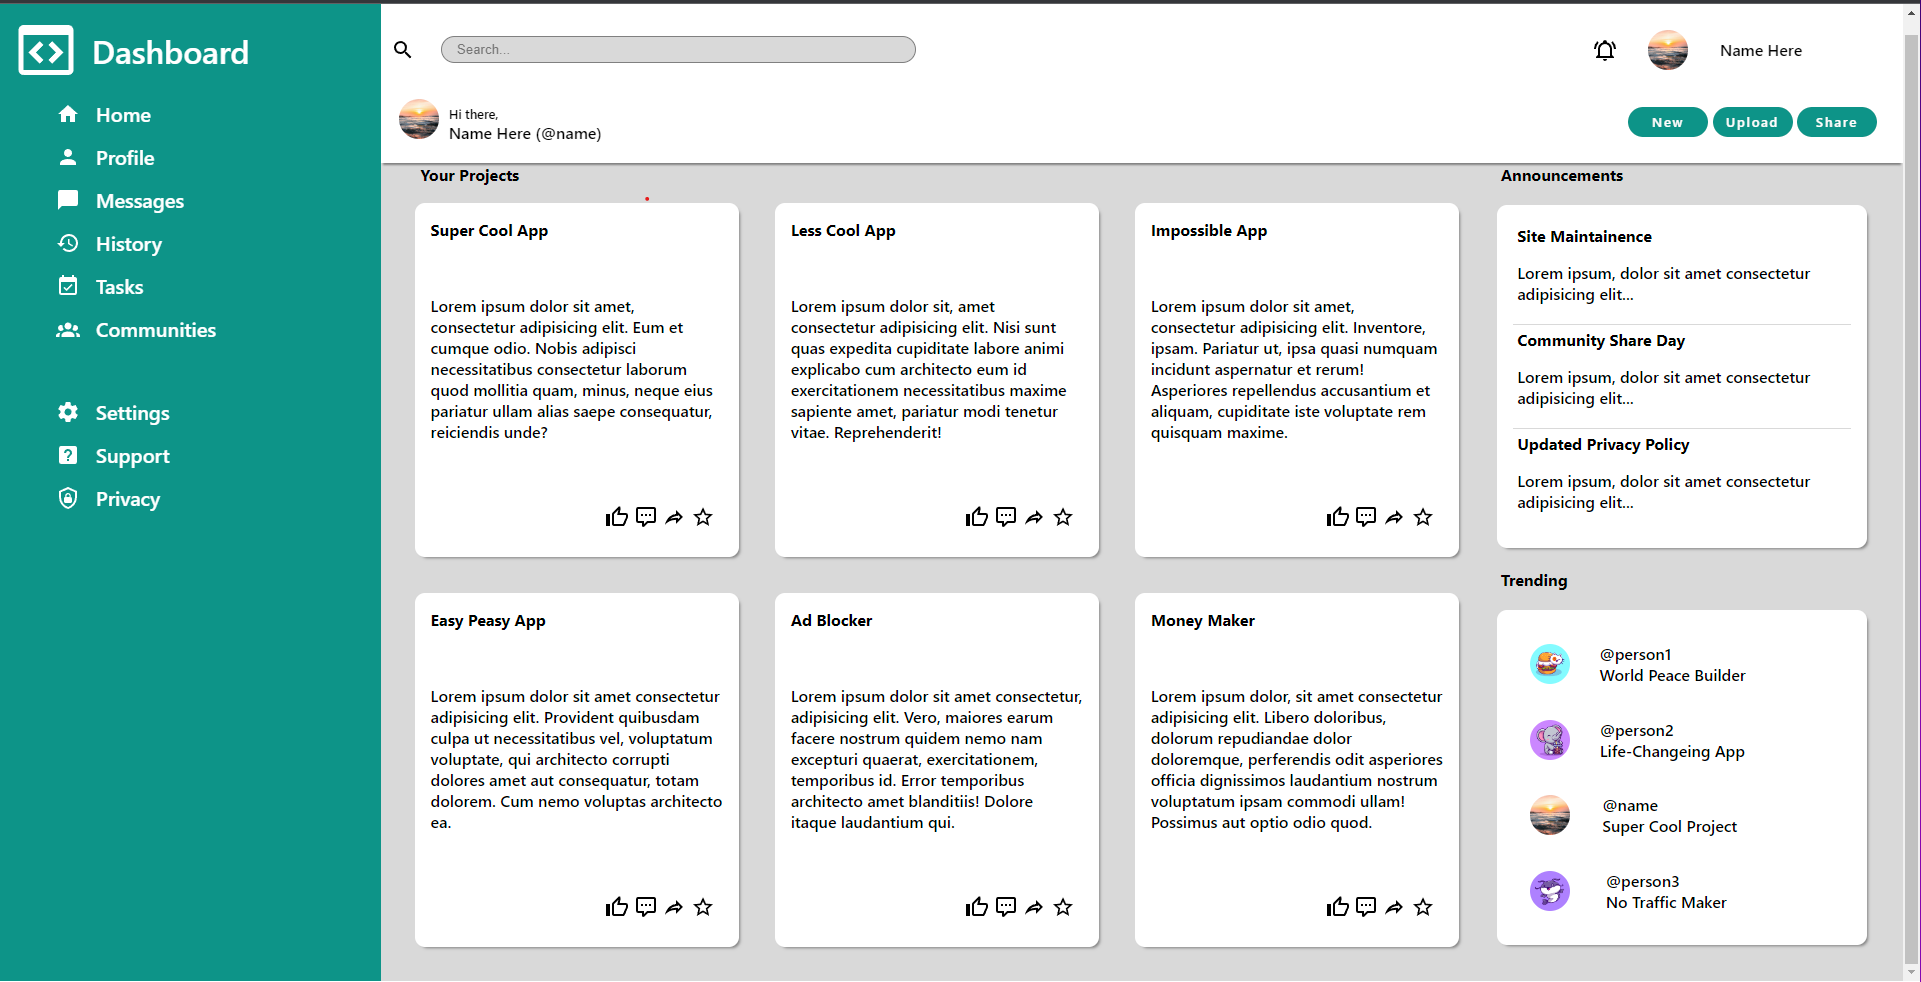 Dashboard
Home
Profile
Messages
History
Tasks
Communities
Settings
Support
Privacy
Search...
Name Here
Hi there,
Name Here (@name)
New
Upload
Share
Your Projects
Super Cool App
Lorem ipsum dolor sit amet,
consectetur adipisicing elit. Eum et
cumque odio. Nobis adipisci
necessitatibus consectetur laborum
quod mollitia quam, minus, neque eius
pariatur ullam alias saepe consequatur,
reiciendis unde?
Less Cool App
Lorem ipsum dolor sit, amet
consectetur adipisicing elit. Nisi sunt
quas expedita cupiditate labore animi
explicabo cum architecto eum id
exercitationem necessitatibus maxime
sapiente amet, pariatur modi tenetur
vitae. Reprehenderit!
Impossible App
Lorem ipsum dolor sit amet,
consectetur adipisicing elit. Inventore,
ipsam. Pariatur ut, ipsa quasi numquam
incidunt aspernatur et rerum!
Asperiores repellendus accusantium et
aliquam, cupiditate iste voluptate rem
quisquam maxime.
Easy Peasy App
Lorem ipsum dolor sit amet consectetur
adipisicing elit. Provident quibusdam
culpa ut necessitatibus vel, voluptatum
voluptate, qui architecto corrupti
dolores amet aut consequatur, totam
dolorem. Cum nemo voluptas architecto
ea.
Ad Blocker
Lorem ipsum dolor sit amet consectetur,
adipisicing elit. Vero, maiores earum
facere nostrum quidem nemo nam
excepturi quaerat, exercitationem,
temporibus id. Error temporibus
architecto amet blanditiis! Dolore
itaque laudantium qui.
Money Maker
Lorem ipsum dolor, sit amet consectetur
adipisicing elit. Libero doloribus,
dolorum repudiandae dolor
doloremque, perferendis odit asperiores
officia dignissimos laudantium nostrum
voluptatum ipsam commodi ullam!
Possimus aut optio odio quod.
Announcements
Site Maintainence
Lorem ipsum, dolor sit amet consectetur
adipisicing elit...
Community Share Day
Lorem ipsum, dolor sit amet consectetur
adipisicing elit...
Updated Privacy Policy
Lorem ipsum, dolor sit amet consectetur
adipisicing elit...
Trending
@person1
World Peace Builder
@person2
Life-Changeing App
@name
Super Cool Project
@person3
No Traffic Maker